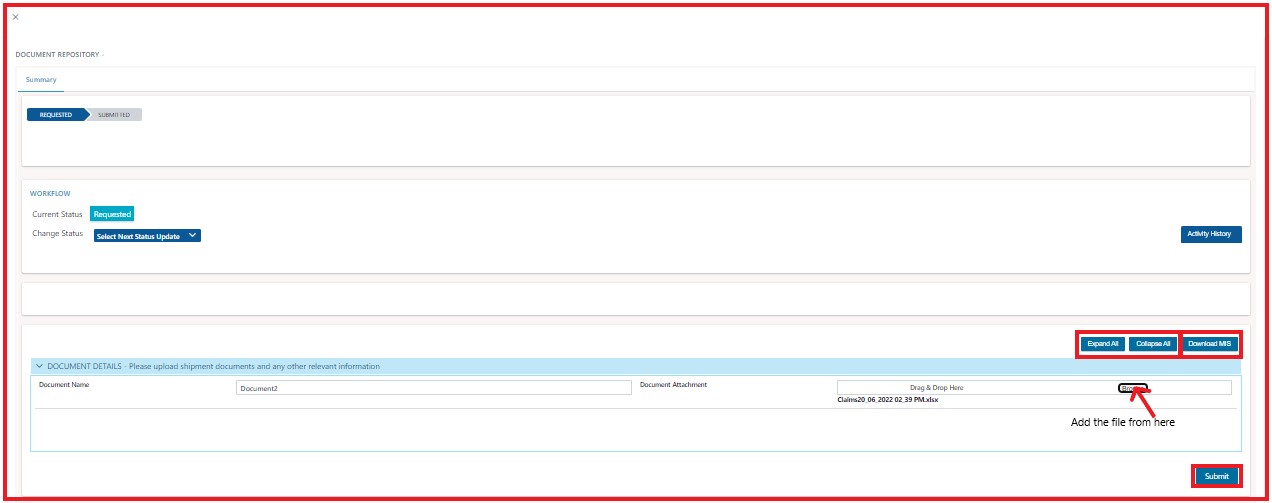 ×
DOCUMENT REPOSITORY -
Summary
REQUESTED SUBMITTED
WORKFLOW
Current Status Requested
Change Status Select Next Status Update
Activity History
Expand All Collapse All Download MIS
DOCUMENT DETAILS - Please upload shipment documents and any other relevant information
Document Name Document2 Document Attachment Drag & Drop Here
Claims20_06_2022 02_39 PM.xlsx
Add the file from here
Submit